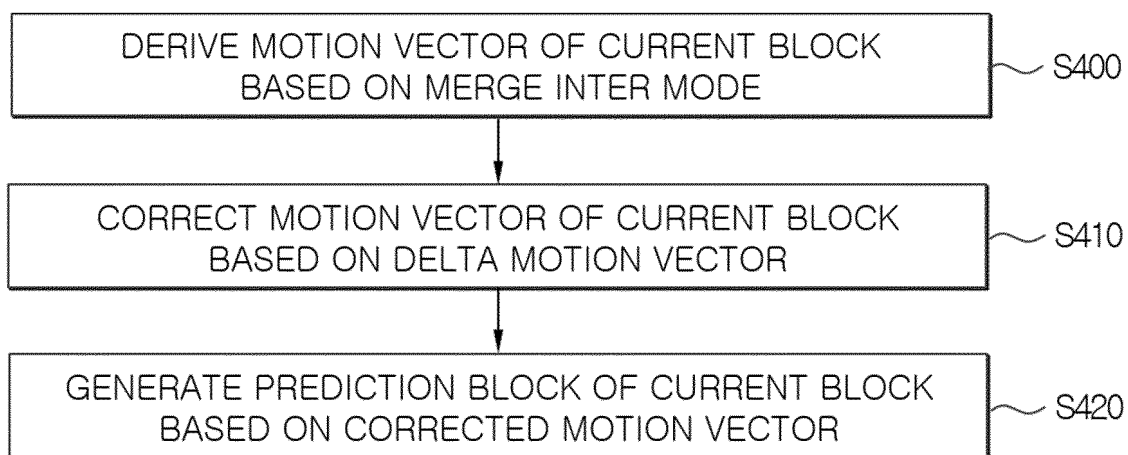 DERIVE MOTION VECTOR OF CURRENT BLOCK
BASED ON MERGE INTER MODE
S400
CORRECT MOTION VECTOR OF CURRENT BLOCK
BASED ON DELTA MOTION VECTOR
S410
GENERATE PREDICTION BLOCK OF CURRENT BLOCK
BASED ON CORRECTED MOTION VECTOR
S420